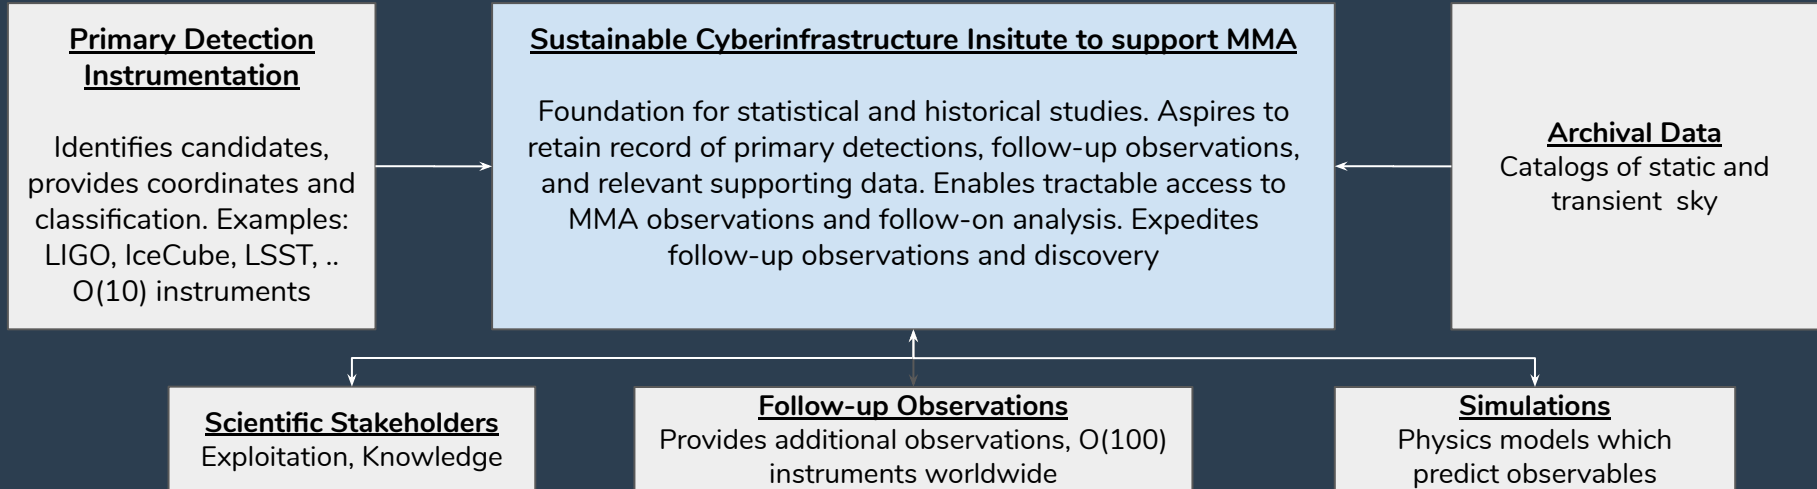 Primary Detection
Instrumentation
Identifies candidates,
provides coordinates and
classification. Examples:
LIGO, IceCube, LSST, ..
O(10) instruments
Sustainable Cyberinfrastructure Insitute to support MMA
Foundation for statistical and historical studies. Aspires to
retain record of primary detections, follow-up observations,
and relevant supporting data. Enables tractable access to
MMA observations and follow-on analysis. Expedites
follow-up observations and discovery
Archival Data
Catalogs of static and
transient sky
Scientific Stakeholders
Exploitation, Knowledge
Follow-up Observations
Provides additional observations, O(100)
instruments worldwide
Simulations
Physics models which
predict observables